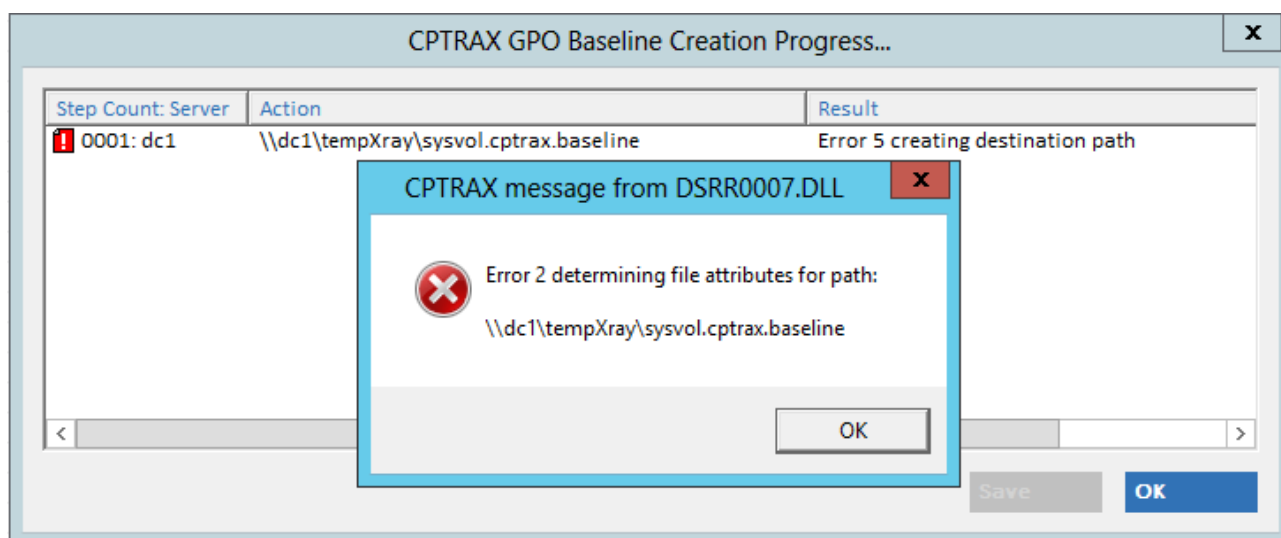 CPTRAX GPO Baseline Creation Progress...
x
Step Count: Server Action Result
0001: dc1 \\dc1\tempXray\sysvol.cptrax.baseline Error 5 creating destination path
CPTRAX message from DSRR0007.DLL
x
Error 2 determining file attributes for path:
\\dc1\tempXray\sysvol.cptrax.baseline
OK
Save OK